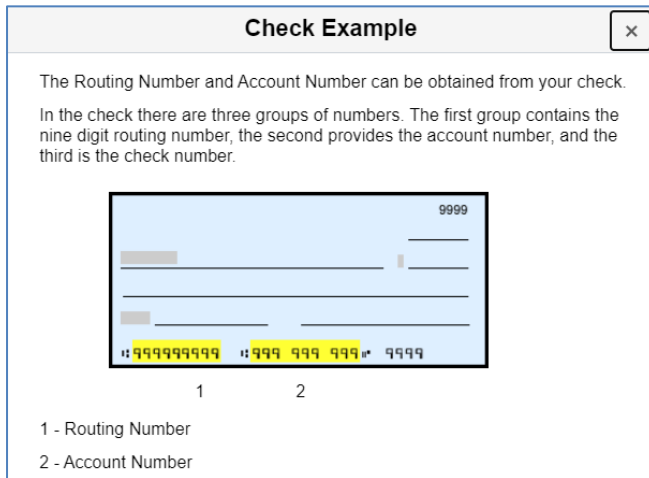 Check Example
×
The Routing Number and Account Number can be obtained from your check.
In the check there are three groups of numbers. The first group contains the
nine digit routing number, the second provides the account number, and the
third is the check number.
9999
⑆999999999 ⑆999 999 999⑈ 9999
1 2
1 - Routing Number
2 - Account Number